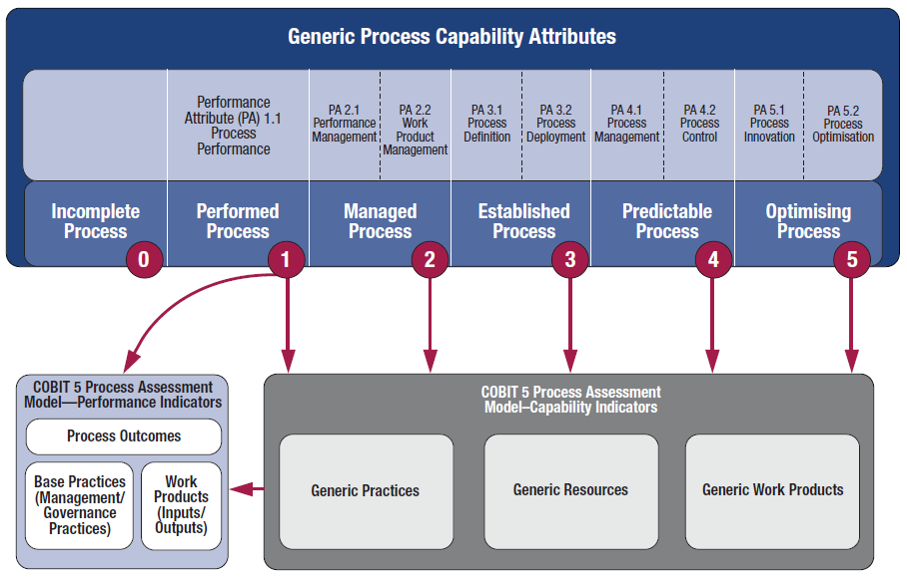 Generic Process Capability Attributes
Performance
Attribute (PA) 1.1
Process
Performance
PA 2.1
Performance
Management
PA 2.2
Work
Product
Management
PA 3.1
Process
Definition
PA 3.2
Process
Deployment
PA 4.1
Process
Management
PA 4.2
Process
Control
PA 5.1
Process
Innovation
PA 5.2
Process
Optimisation
Incomplete
Process
0
Performed
Process
1
Managed
Process
2
Established
Process
3
Predictable
Process
4
Optimising
Process
5
COBIT 5 Process Assessment
Model—Performance Indicators
Process Outcomes
Base Practices
(Management/
Governance
Practices)
Work
Products
(Inputs/
Outputs)
COBIT 5 Process Assessment
Model–Capability Indicators
Generic Practices
Generic Resources
Generic Work Products